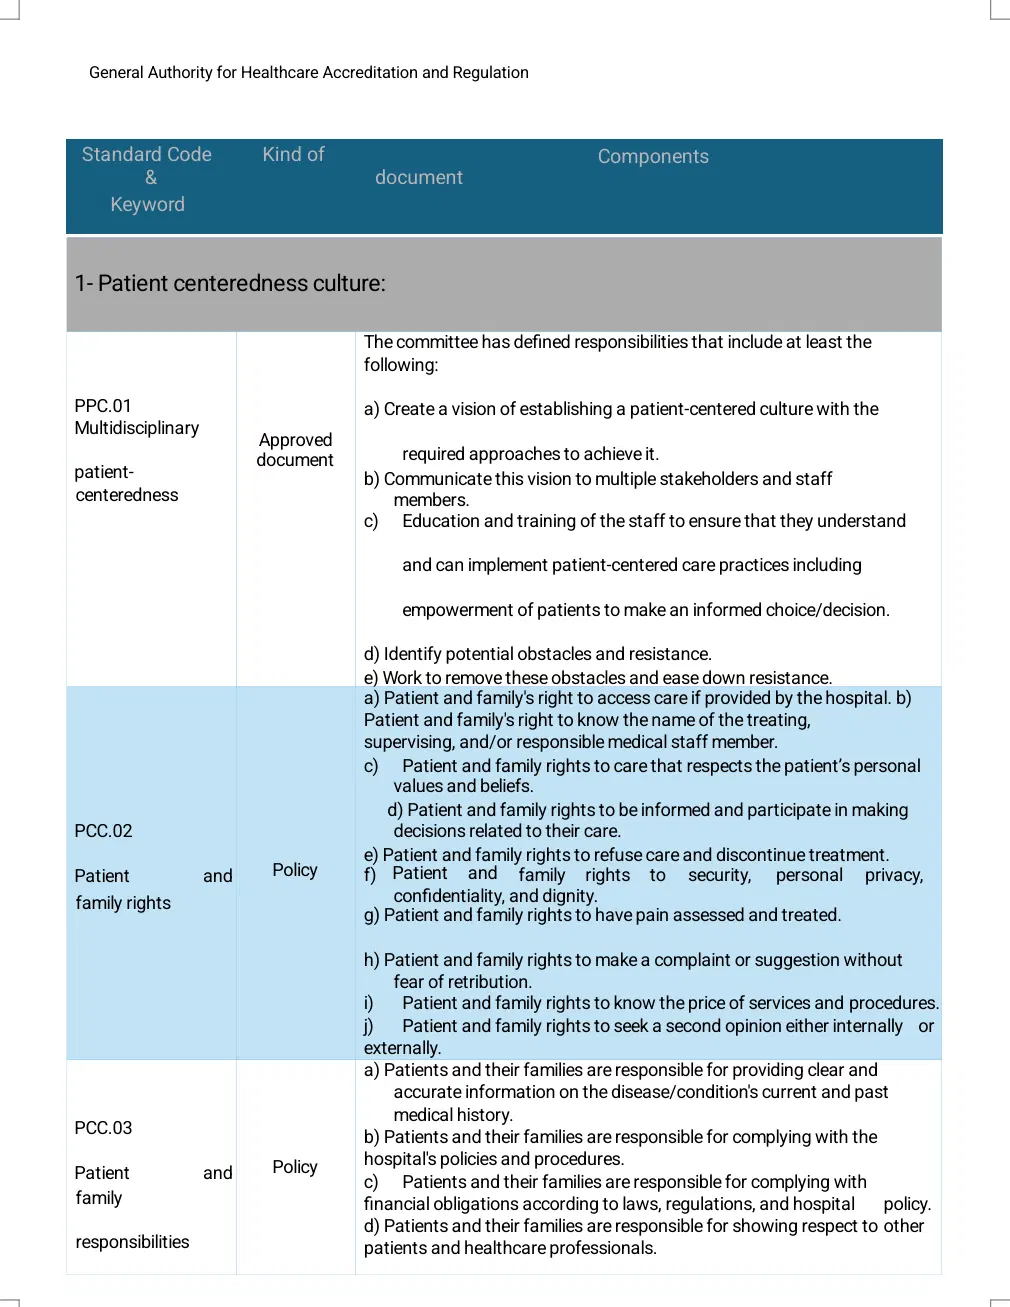 General Authority for Healthcare Accreditation and Regulation
Standard Code
&
Keyword
Kind of
document
Components
1- Patient centeredness culture:
PPC.01
Multidisciplinary
patient-
centeredness
Approved
document
The committee has defined responsibilities that include at least the
following:
a) Create a vision of establishing a patient-centered culture with the
required approaches to achieve it.
b) Communicate this vision to multiple stakeholders and staff
members.
c) Education and training of the staff to ensure that they understand
and can implement patient-centered care practices including
empowerment of patients to make an informed choice/decision.
d) Identify potential obstacles and resistance.
e) Work to remove these obstacles and ease down resistance.
PCC.02
Patient and
family rights
Policy
a) Patient and family's right to access care if provided by the hospital. b)
Patient and family's right to know the name of the treating,
supervising, and/or responsible medical staff member.
c) Patient and family rights to care that respects the patient’s personal
values and beliefs.
d) Patient and family rights to be informed and participate in making
decisions related to their care.
e) Patient and family rights to refuse care and discontinue treatment.
f) Patient and family rights to security, personal privacy,
confidentiality, and dignity.
g) Patient and family rights to have pain assessed and treated.
h) Patient and family rights to make a complaint or suggestion without
fear of retribution.
i) Patient and family rights to know the price of services and procedures.
j) Patient and family rights to seek a second opinion either internally or
externally.
PCC.03
Patient and
family
responsibilities
Policy
a) Patients and their families are responsible for providing clear and
accurate information on the disease/condition's current and past
medical history.
b) Patients and their families are responsible for complying with the
hospital's policies and procedures.
c) Patients and their families are responsible for complying with
financial obligations according to laws, regulations, and hospital policy.
d) Patients and their families are responsible for showing respect to other
patients and healthcare professionals.